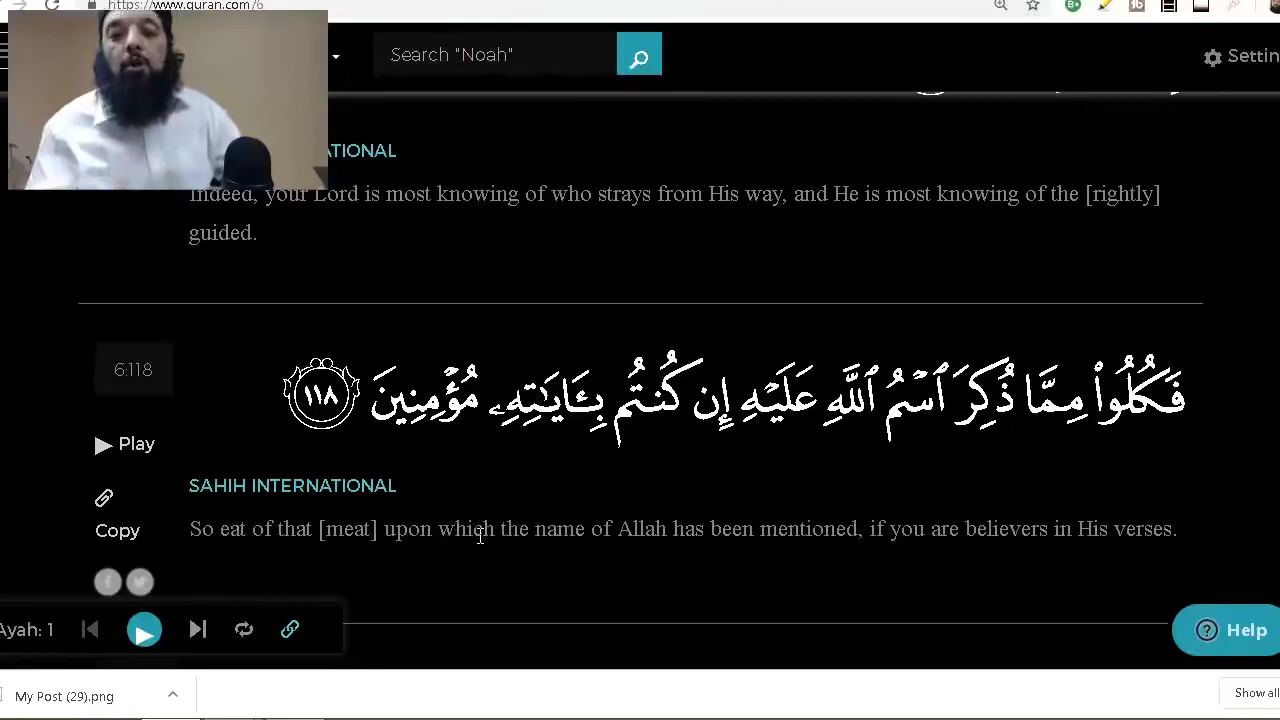 https://www.quran.com/6
Search "Noah"
Settin
ATIONAL
Indeed, your Lord is most knowing of who strays from His way, and He is most knowing of the [rightly]
guided.
6:118
فَكُلُوا۟ مِمَّا ذُكِرَ ٱسْمُ ٱللَّهِ عَلَيْهِ إِن كُنتُم بِـَٔايَـٰتِهِۦ مُؤْمِنِينَ ١١٨
Play
SAHIH INTERNATIONAL
So eat of that [meat] upon which the name of Allah has been mentioned, if you are believers in His verses.
Copy
Ayah: 1
Help
My Post (29).png
Show all